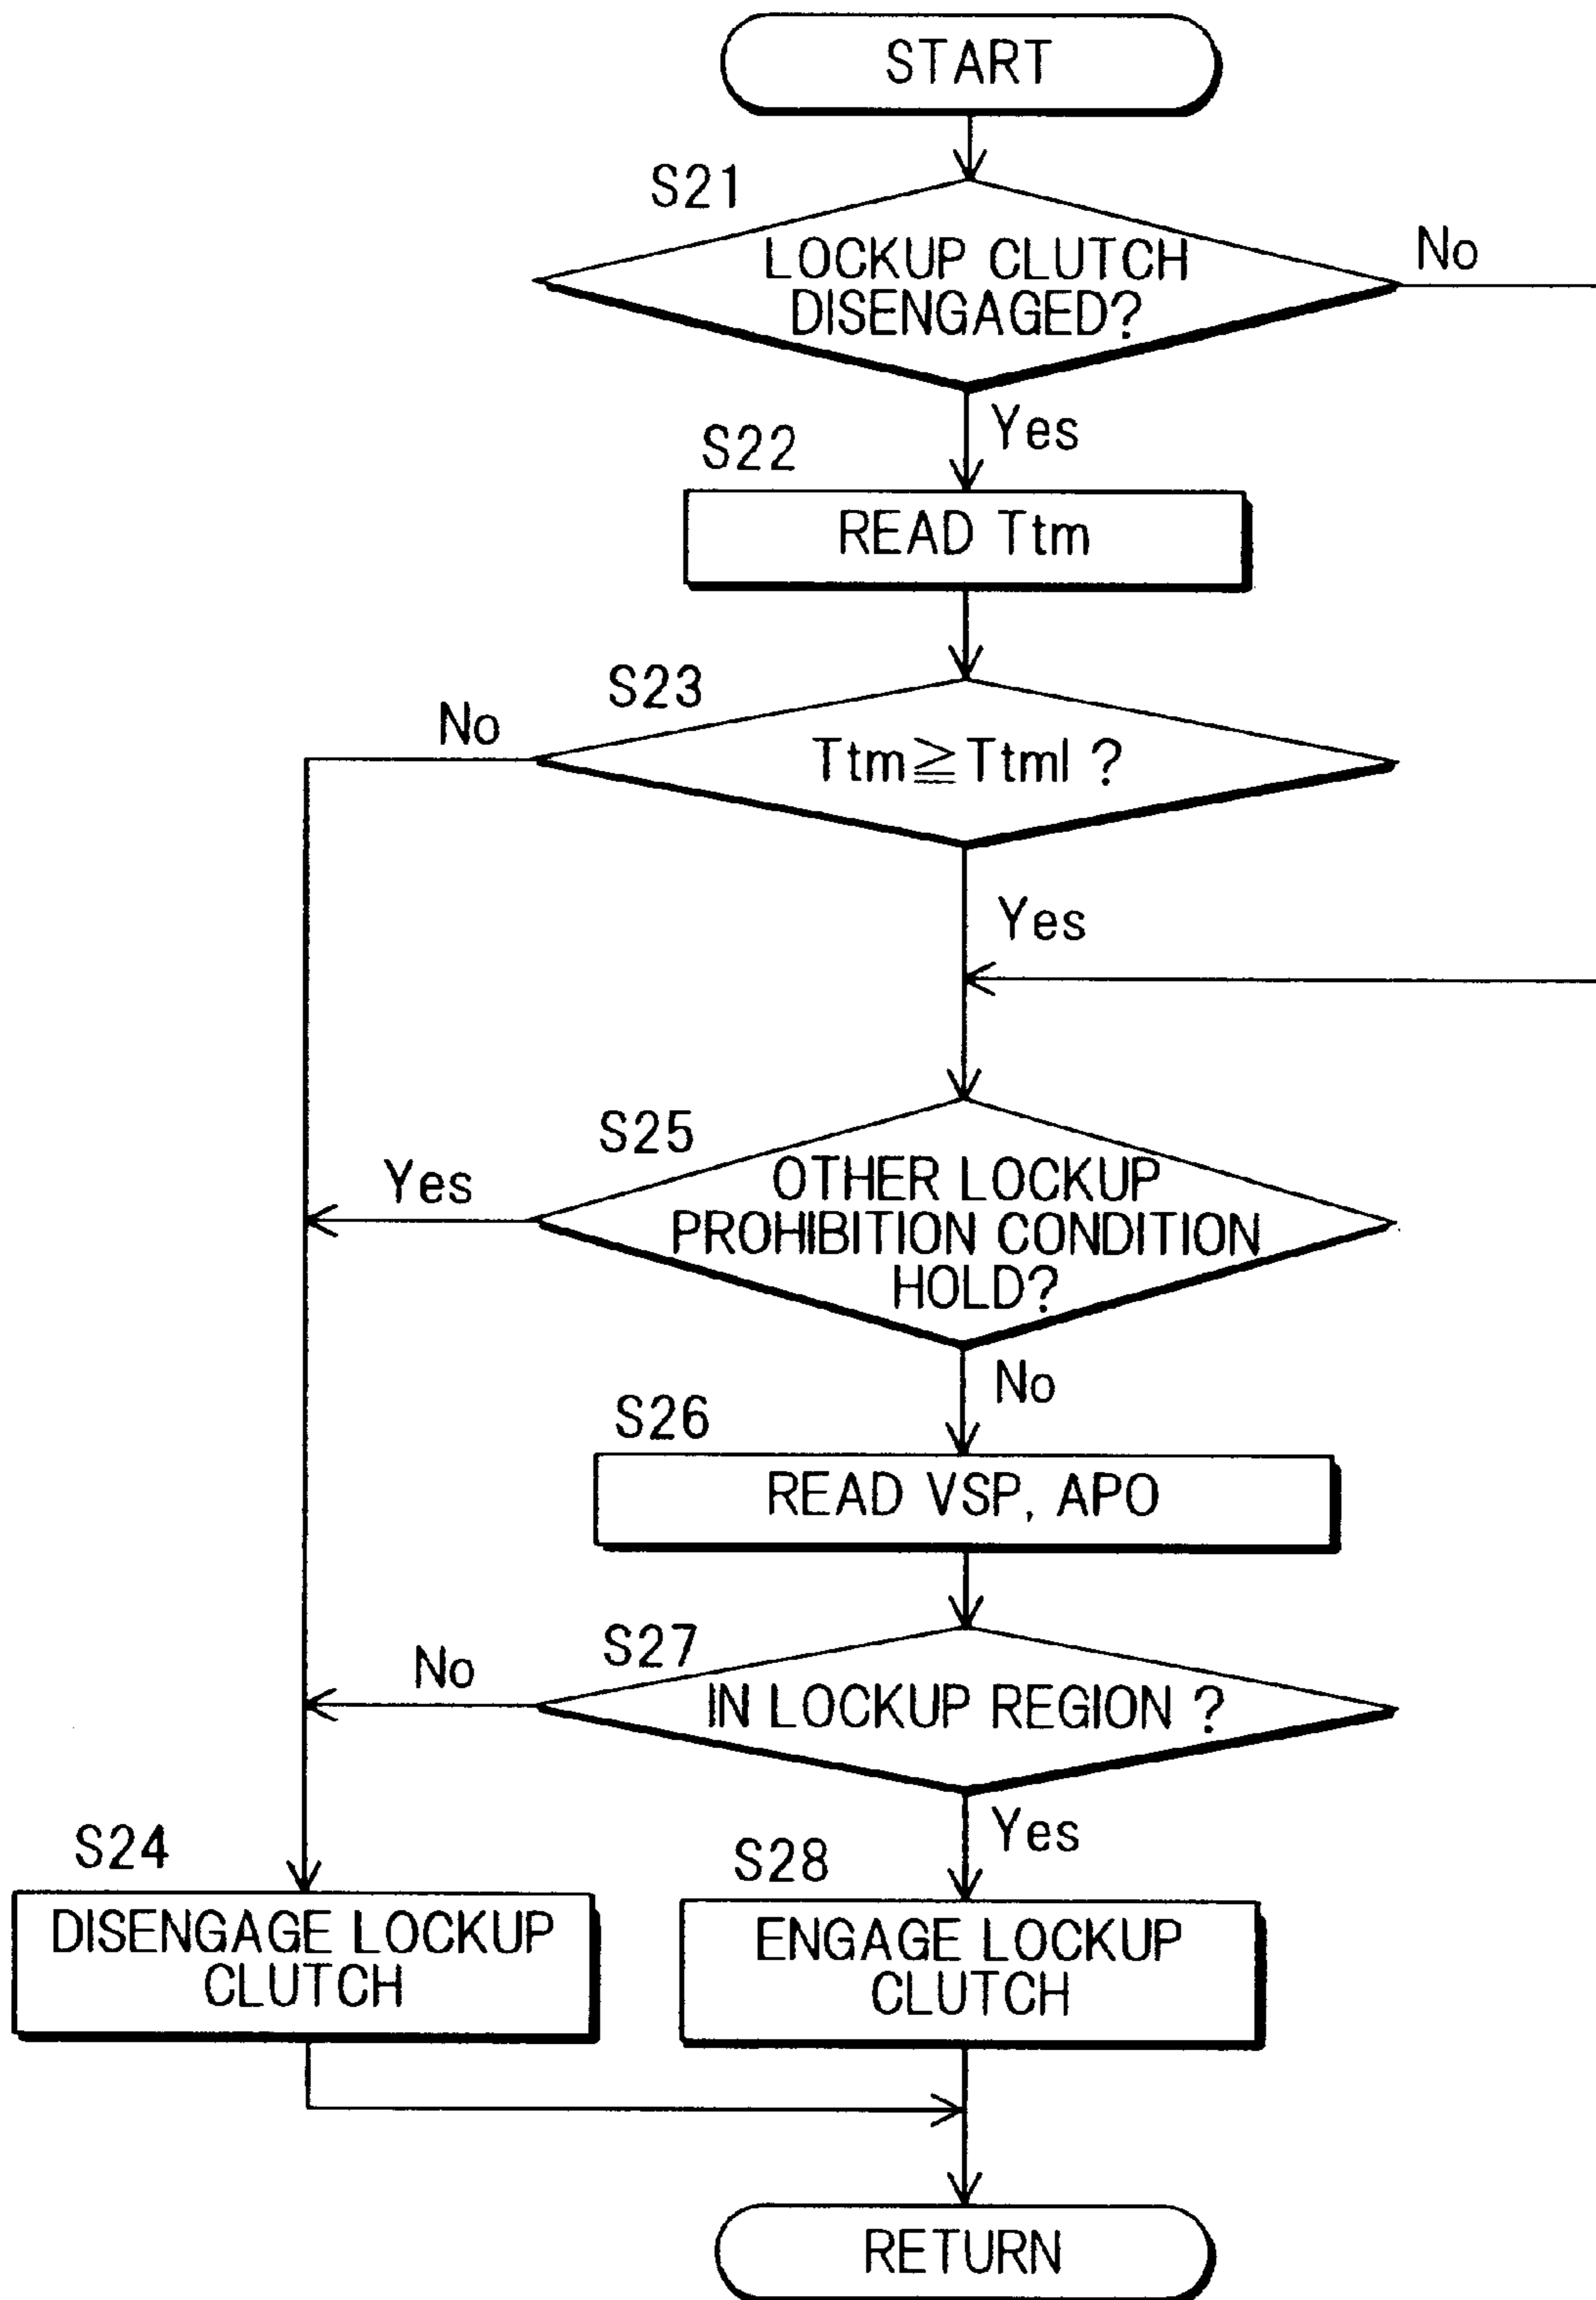 START
S21
LOCKUP CLUTCH
DISENGAGED?
No
Yes
S22
READ Ttm
S23
No
Ttm≧Ttml ?
Yes
S25
Yes
OTHER LOCKUP
PROHIBITION CONDITION
HOLD?
No
S26
READ VSP, APO
S27
No
IN LOCKUP REGION ?
Yes
S24
S28
DISENGAGE LOCKUP
CLUTCH
ENGAGE LOCKUP
CLUTCH
RETURN